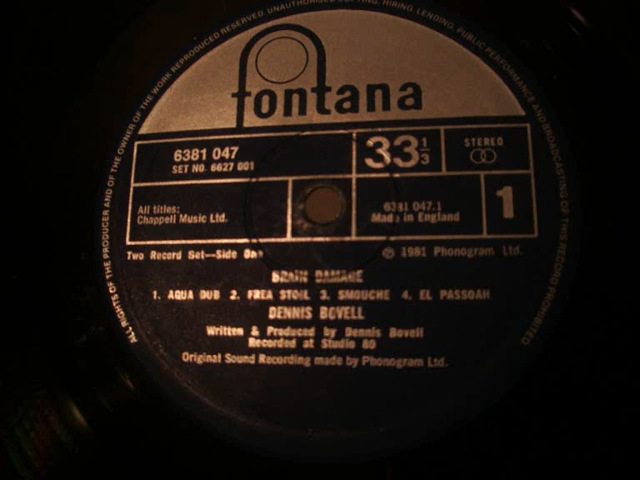 ALL RIGHTS OF THE PRODUCER AND OF THE OWNER OF THE WORK REPRODUCED RESERVED. UNAUTHORISED COPYING, HIRING, LENDING, PUBLIC PERFORMANCE AND BROADCASTING OF THIS RECORD PROHIBITED
fontana
6381 047
SET NO. 6627 001
33 1/3
STEREO
All titles:
Chappell Music Ltd.
6381 047.1
Made in England
1
Two Record Set—Side One
℗ 1981 Phonogram Ltd.
BRAIN DAMAGE
1. AQUA DUB 2. FREA STOIL 3. SMOUCHE 4. EL PASSOAH
DENNIS BOVELL
Written & Produced by Dennis Bovell
Recorded at Studio 80
Original Sound Recording made by Phonogram Ltd.